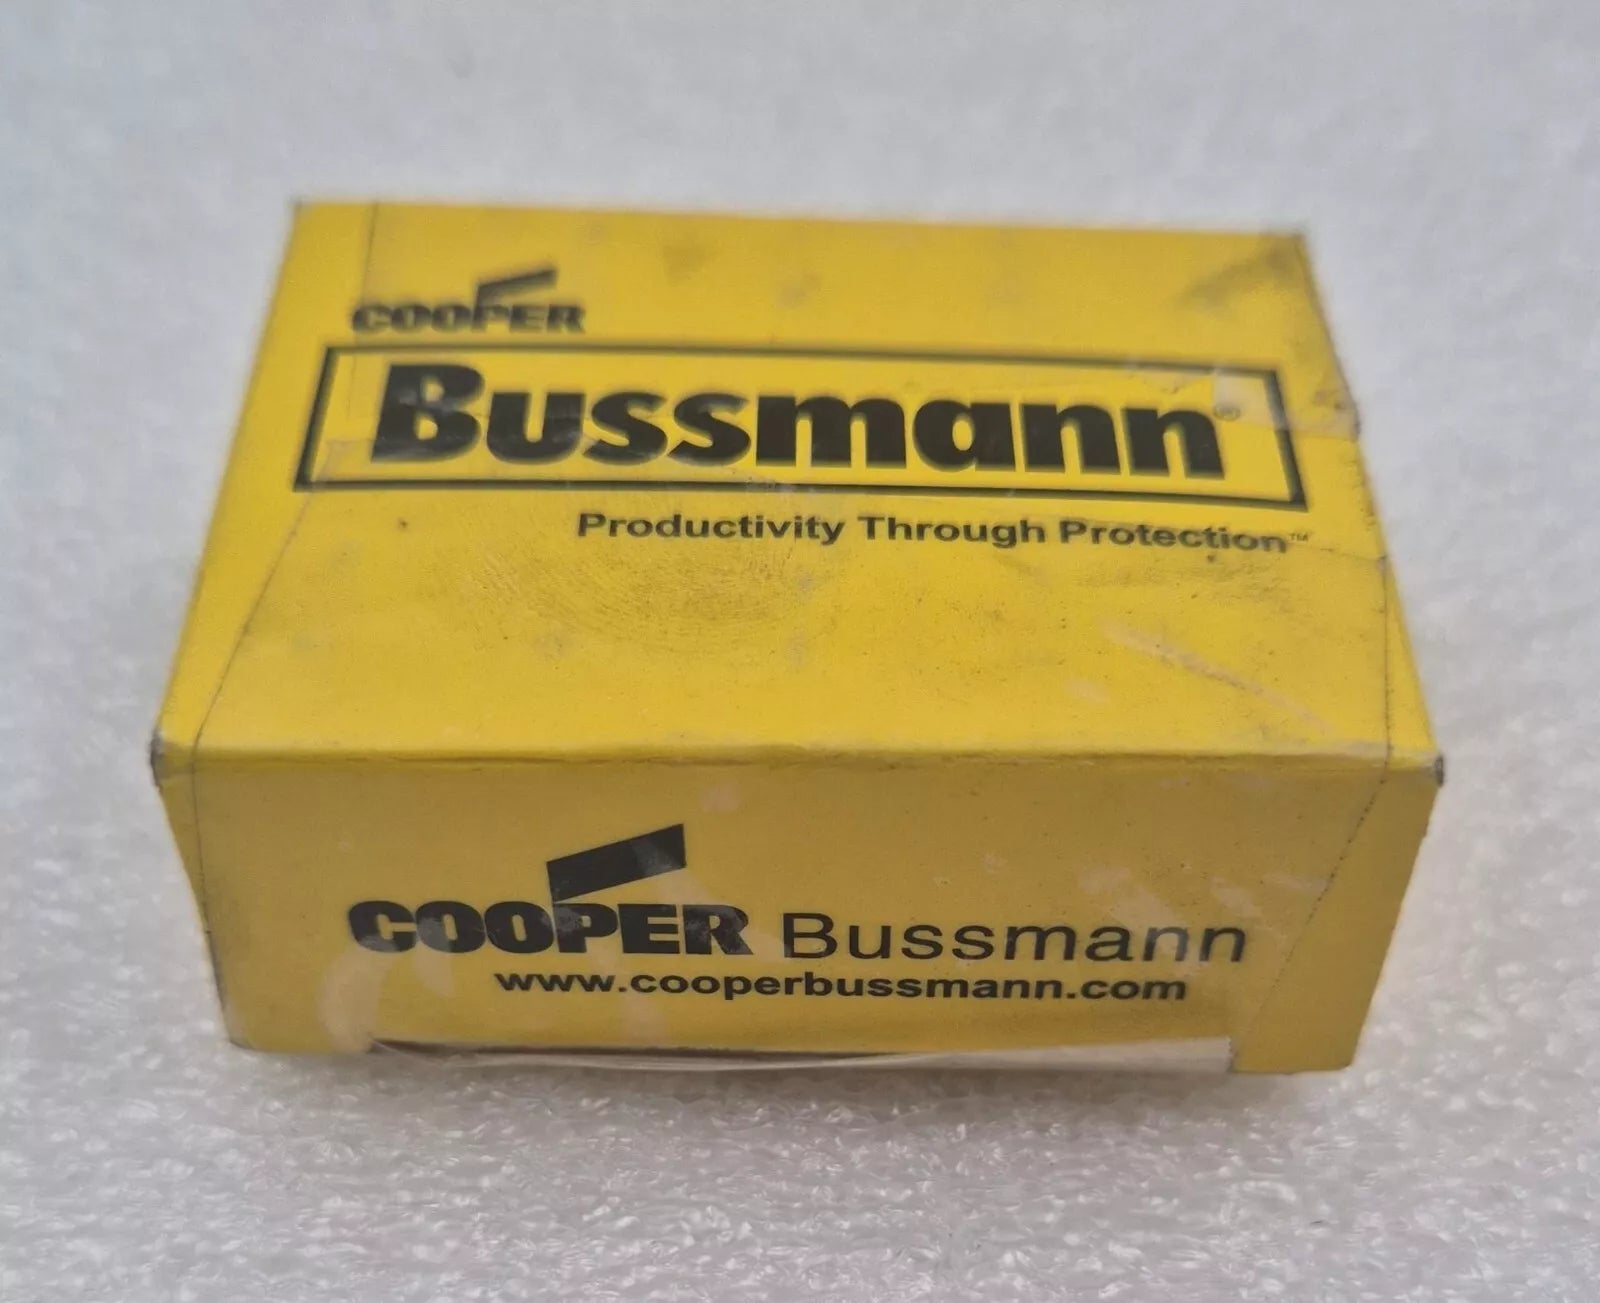 COOPER
Bussmann®
Productivity Through Protection™
COOPER Bussmann
www.cooperbussmann.com